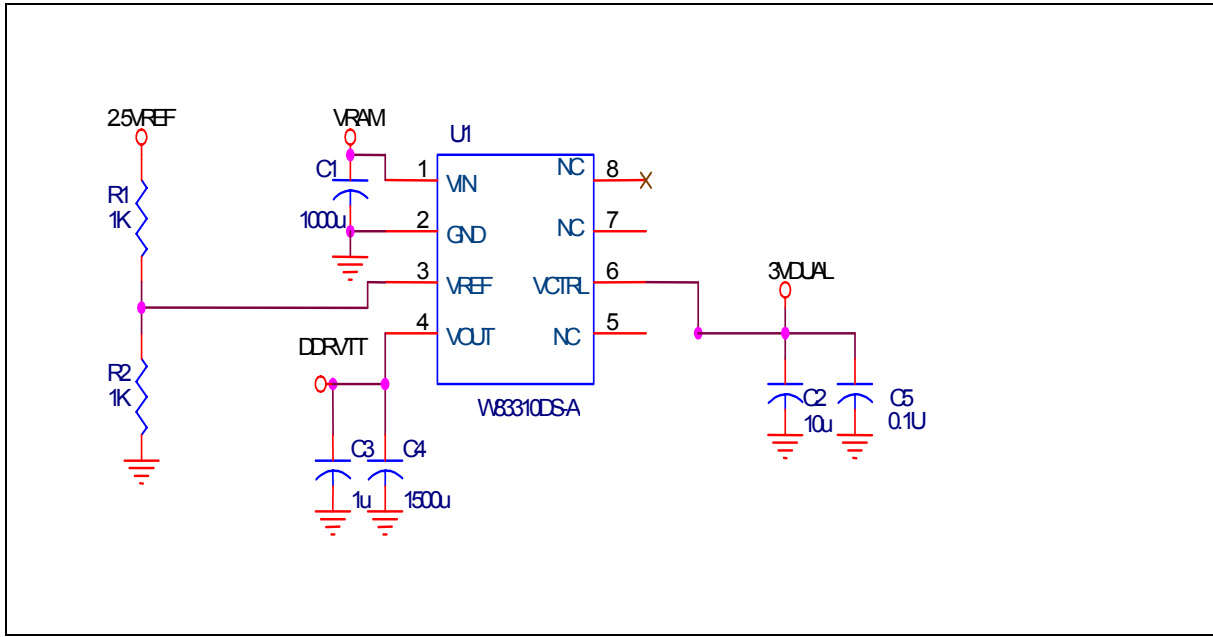 2.5VREF
VRAM
U1
R1
1K
C1
1000u
1
VIN
2
GND
3
VREF
4
VOUT
NC
8
NC
7
VCTRL
6
NC
5
W83310DS-A
3VDUAL
DDRVTT
R2
1K
C3
1u
C4
1500u
C2
10u
C5
0.1U